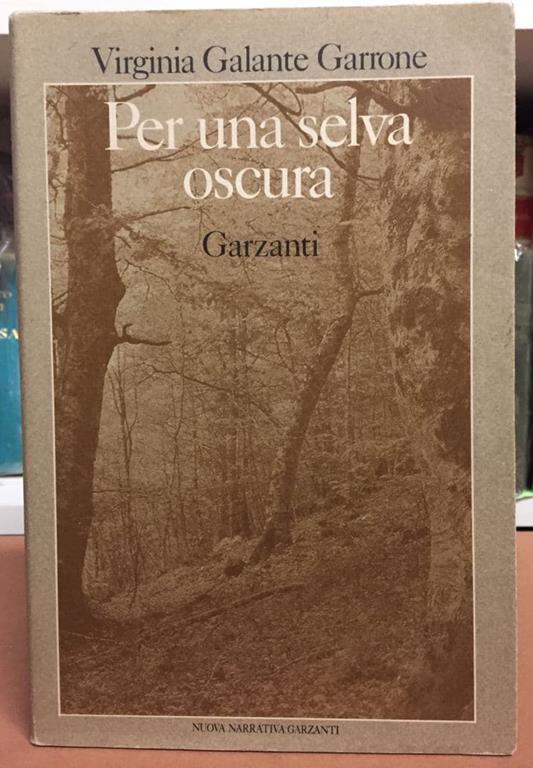 Virginia Galante Garrone
Per una selva
oscura
Garzanti
NUOVA NARRATIVA GARZANTI